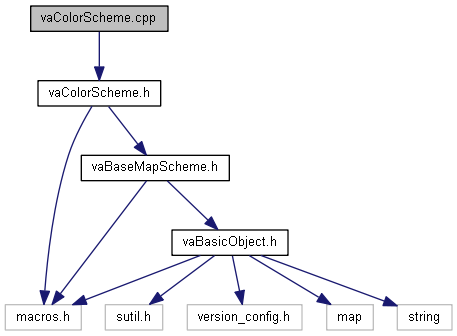 vaColorScheme.cpp
vaColorScheme.h
vaBaseMapScheme.h
vaBasicObject.h
macros.h
sutil.h
version_config.h
map
string